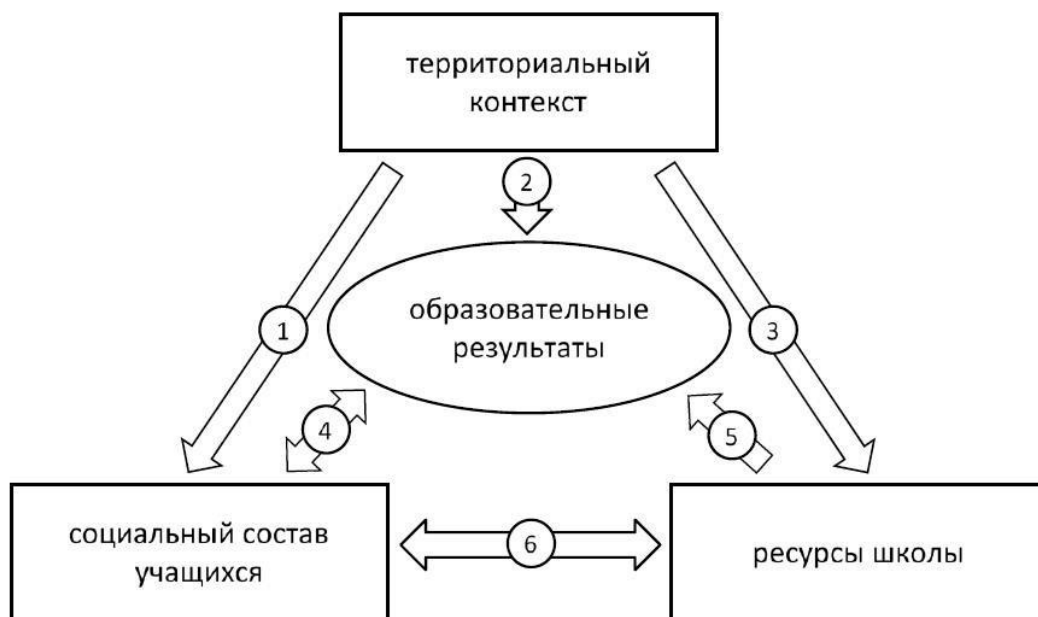 территориальный
контекст
2
образовательные
результаты
1
3
4
5
социальный состав
учащихся
6
ресурсы школы